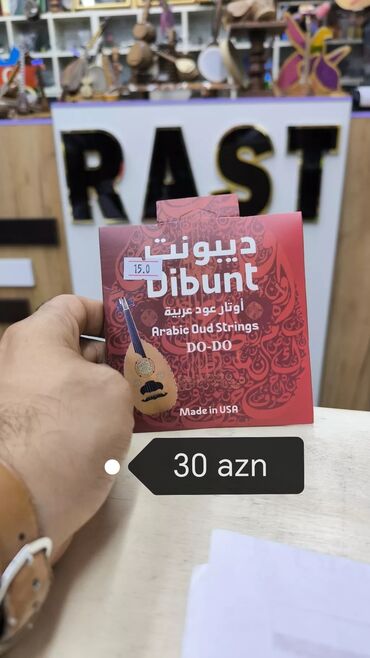 RAST
ديبونت
15.0
Dibunt
أوتار عود عربية
Arabic Oud Strings
DO-DO
Made in USA
30 azn